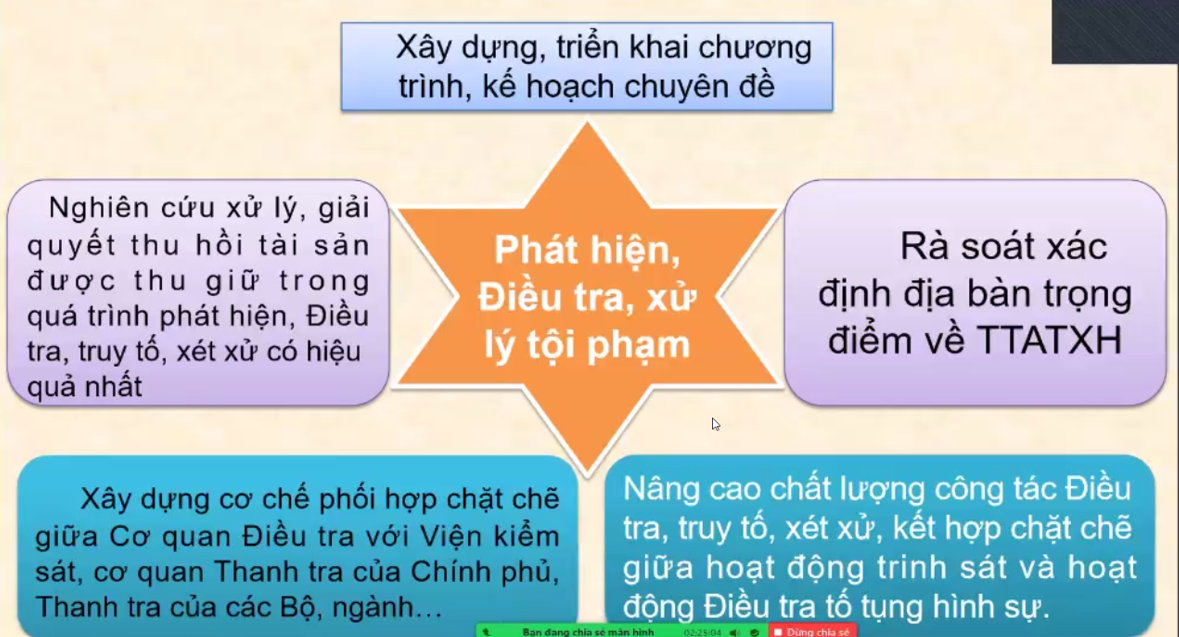 Xây dựng, triển khai chương
trình, kế hoạch chuyên đề
Nghiên cứu xử lý, giải
quyết thu hồi tài sản
được thu giữ trong
quá trình phát hiện, Điều
tra, truy tố, xét xử có hiệu
quả nhất
Phát hiện,
Điều tra, xử
lý tội phạm
Rà soát xác
định địa bàn trọng
điểm về TTATXH
Xây dựng cơ chế phối hợp chặt chẽ
giữa Cơ quan Điều tra với Viện kiểm
sát, cơ quan Thanh tra của Chính phủ,
Thanh tra của các Bộ, ngành...
Nâng cao chất lượng công tác Điều
tra, truy tố, xét xử, kết hợp chặt chẽ
giữa hoạt động trinh sát và hoạt
động Điều tra tố tụng hình sự.
Bạn đang chia sẻ màn hình 02:25:04 Dừng chia sẻ